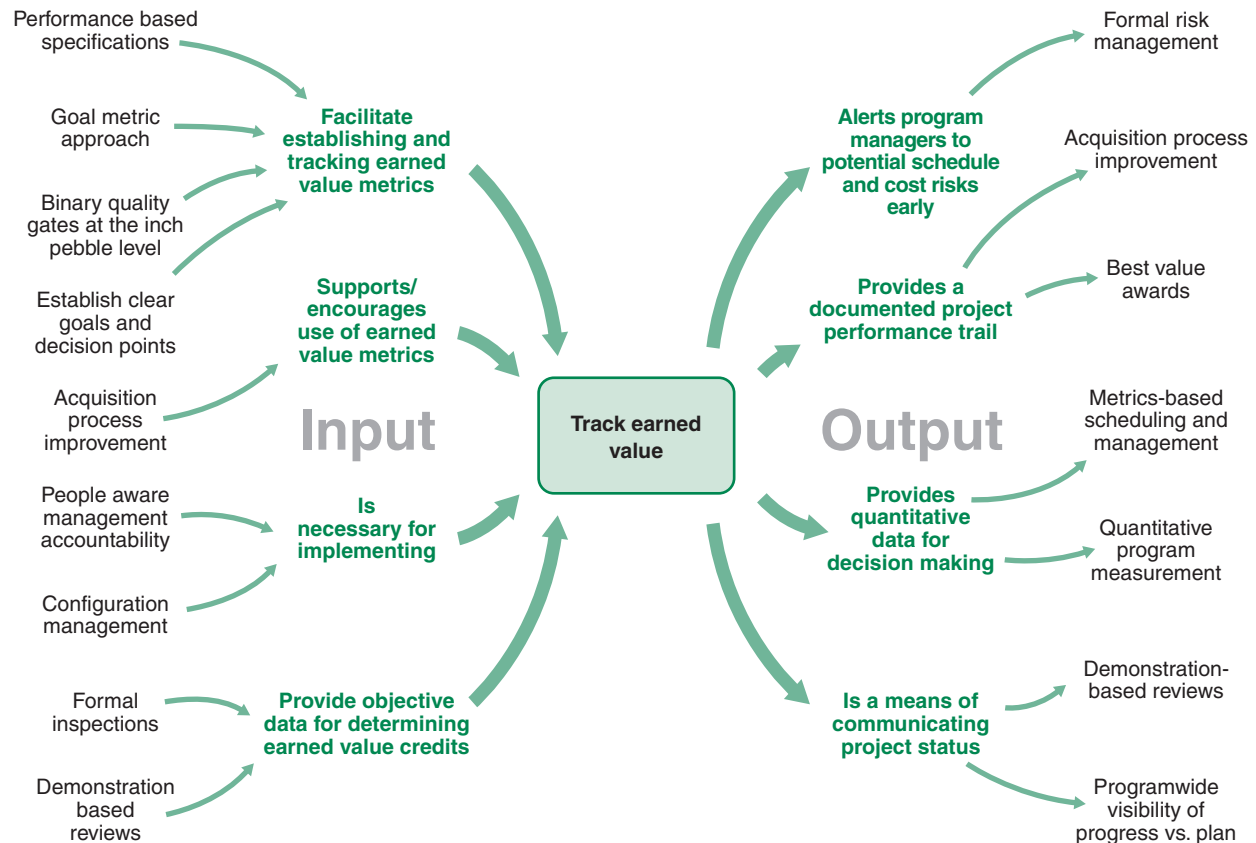 Performance based
specifications
Goal metric
approach
Binary quality
gates at the inch
pebble level
Establish clear
goals and
decision points
Acquisition
process
improvement
People aware
management
accountability
Configuration
management
Formal
inspections
Demonstration
based
reviews
Facilitate
establishing and
tracking earned
value metrics
Supports/
encourages
use of earned
value metrics
Input
Is
necessary for
implementing
Provide objective
data for determining
earned value credits
Track earned
value
Alerts program
managers to
potential schedule
and cost risks
early
Provides a
documented project
performance trail
Output
Provides
quantitative
data for
decision making
Is a means of
communicating
project status
Formal risk
management
Acquisition process
improvement
Best value
awards
Metrics-based
scheduling and
management
Quantitative
program
measurement
Demonstration-
based reviews
Programwide
visibility of
progress vs. plan